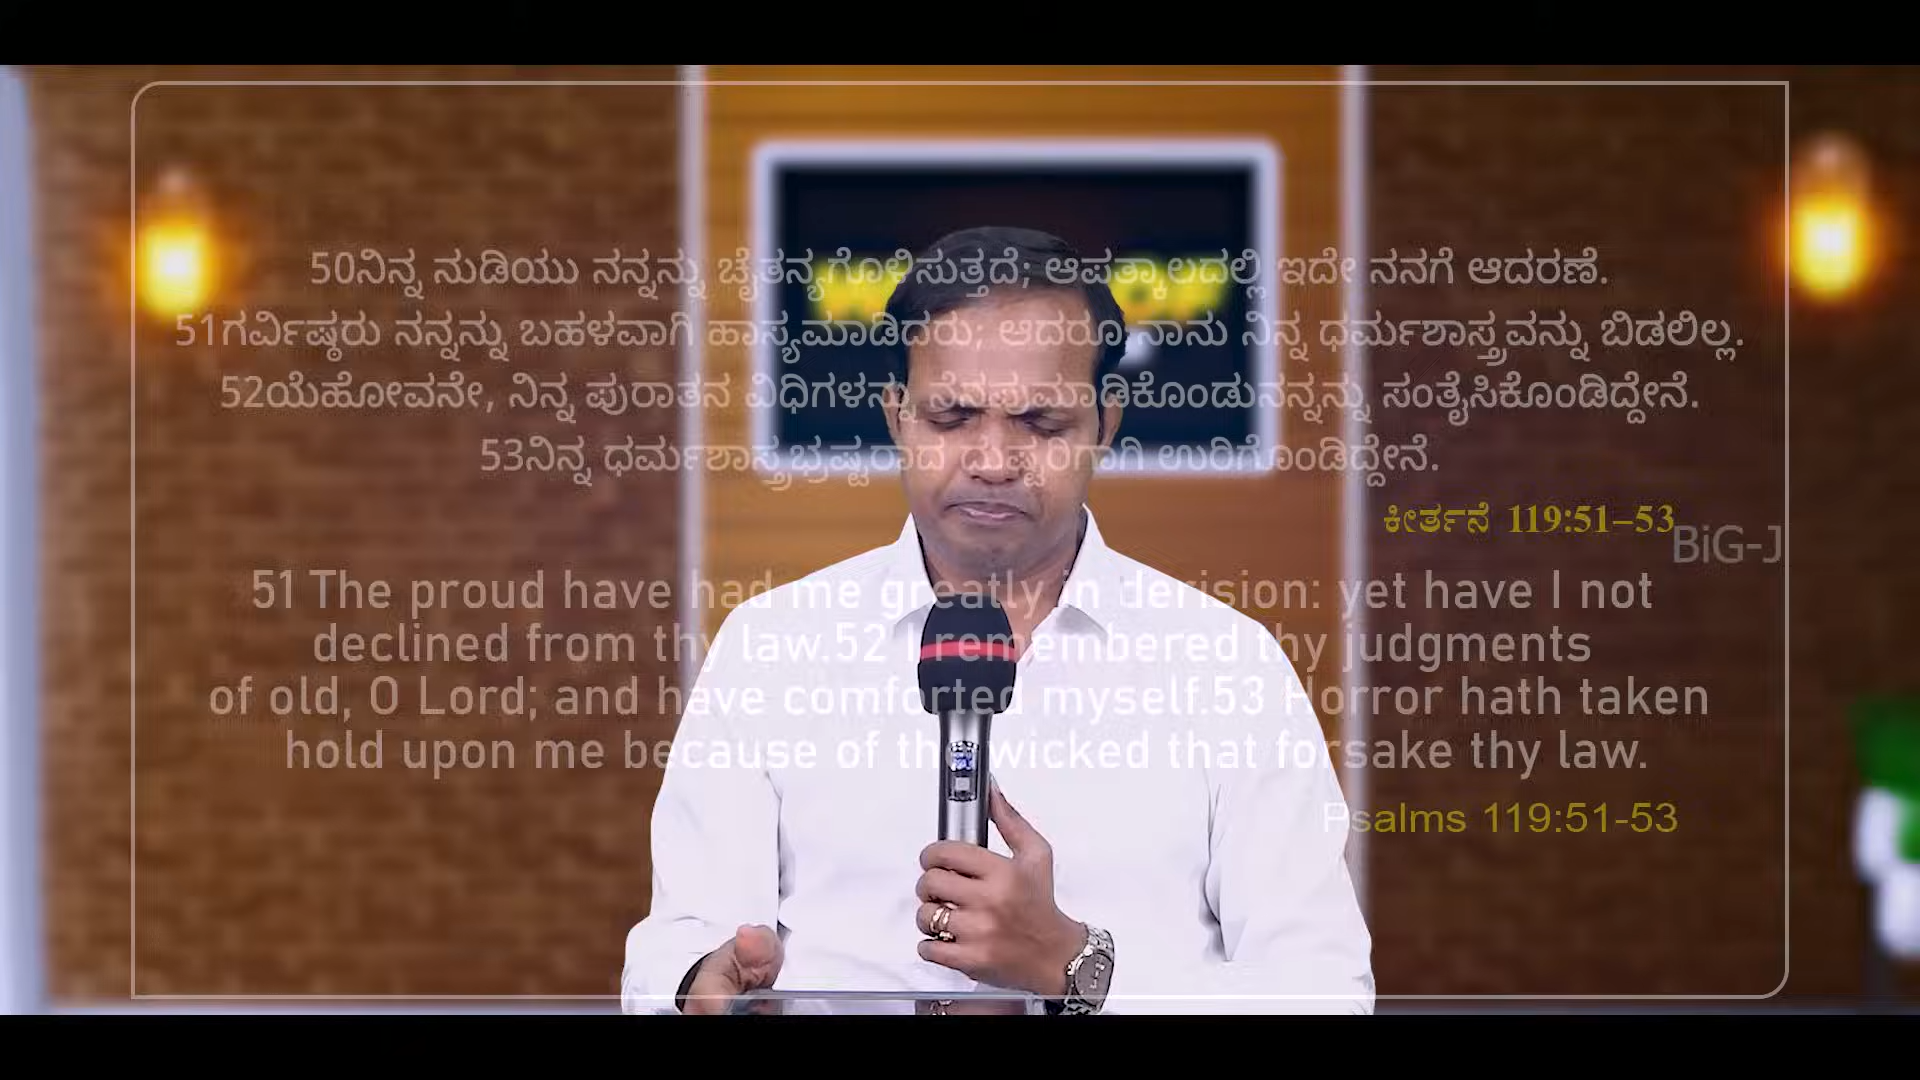 50ನಿನ್ನ ನುಡಿಯು ನನ್ನನ್ನು ಚೈತನ್ಯಗೊಳಿಸುತ್ತದೆ; ಆಪತ್ಕಾಲದಲ್ಲಿ ಇದೇ ನನಗೆ ಆದರಣೆ.
51ಗರ್ವಿಷ್ಠರು ನನ್ನನ್ನು ಬಹಳವಾಗಿ ಹಾಸ್ಯಮಾಡಿದರು; ಆದರೂ ನಾನು ನಿನ್ನ ಧರ್ಮಶಾಸ್ತ್ರವನ್ನು ಬಿಡಲಿಲ್ಲ.
52ಯೆಹೋವನೇ, ನಿನ್ನ ಪುರಾತನ ವಿಧಿಗಳನ್ನು ಸಂತೈಸಿಕೊಂಡಿದ್ದೇನೆ.
53ನಿನ್ನ ಧರ್ಮಶಾಸ್ತ್ರಭ್ರಷ್ಟರಾದ ಉರಿಗೊಂಡಿದ್ದೇನೆ.
ಕೀರ್ತನೆ 119:51-53
BiG-J
51 The proud have had me greatly in derision: yet have I not
declined from thy law.52 I remembered thy judgments
of old, O Lord; and have comforted myself.53 Horror hath taken
hold upon me because of the wicked that forsake thy law.
Psalms 119:51-53